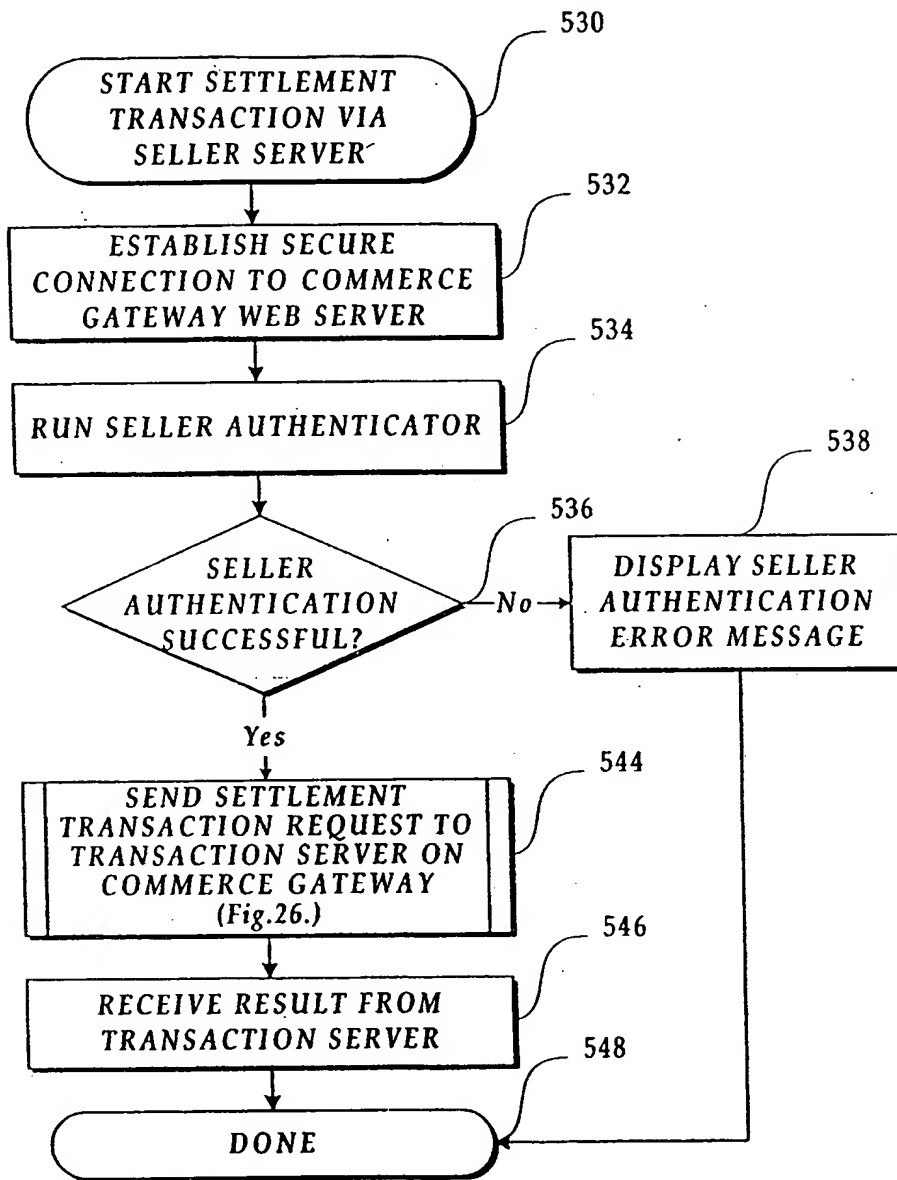 530
START SETTLEMENT
TRANSACTION VIA
SELLER SERVER
532
ESTABLISH SECURE
CONNECTION TO COMMERCE
GATEWAY WEB SERVER
534
RUN SELLER AUTHENTICATOR
536
SELLER
AUTHENTICATION
SUCCESSFUL?
No
538
DISPLAY SELLER
AUTHENTICATION
ERROR MESSAGE
Yes
544
SEND SETTLEMENT
TRANSACTION REQUEST TO
TRANSACTION SERVER ON
COMMERCE GATEWAY
(Fig.26.)
546
RECEIVE RESULT FROM
TRANSACTION SERVER
548
DONE